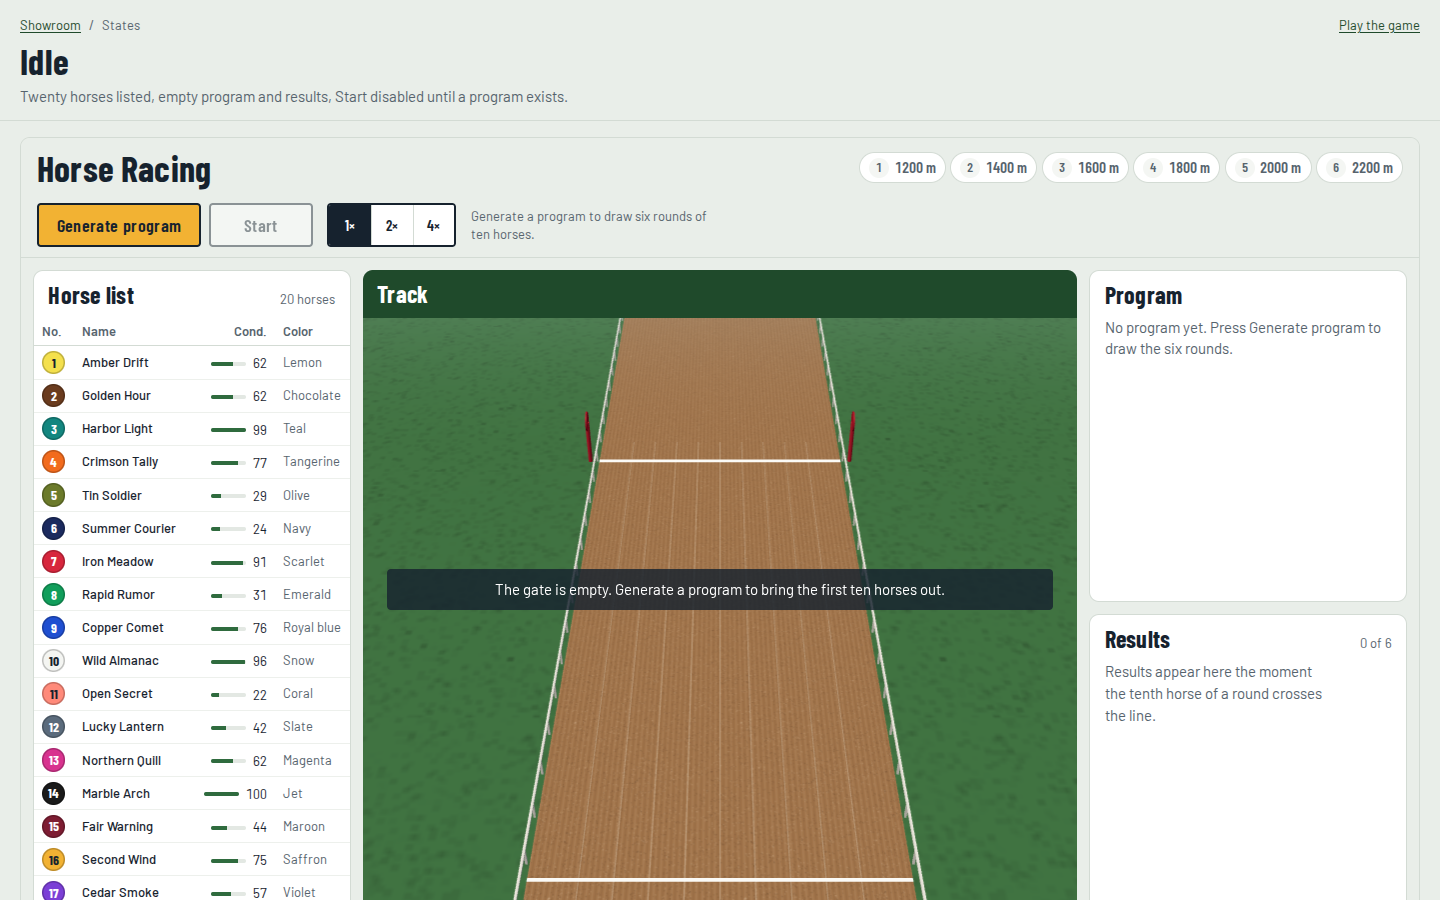 Showroom / States
Play the game
Idle
Twenty horses listed, empty program and results, Start disabled until a program exists.
Horse Racing
1 1200 m 2 1400 m 3 1600 m 4 1800 m 5 2000 m 6 2200 m
Generate program Start 1× 2× 4×
Generate a program to draw six rounds of
ten horses.
Horse list 20 horses
No. Name Cond. Color
1 Amber Drift 62 Lemon
2 Golden Hour 62 Chocolate
3 Harbor Light 99 Teal
4 Crimson Tally 77 Tangerine
5 Tin Soldier 29 Olive
6 Summer Courier 24 Navy
7 Iron Meadow 91 Scarlet
8 Rapid Rumor 31 Emerald
9 Copper Comet 76 Royal blue
10 Wild Almanac 96 Snow
11 Open Secret 22 Coral
12 Lucky Lantern 42 Slate
13 Northern Quill 62 Magenta
14 Marble Arch 100 Jet
15 Fair Warning 44 Maroon
16 Second Wind 75 Saffron
17 Cedar Smoke 57 Violet
Track
The gate is empty. Generate a program to bring the first ten horses out.
Program
No program yet. Press Generate program to
draw the six rounds.
Results 0 of 6
Results appear here the moment
the tenth horse of a round crosses
the line.